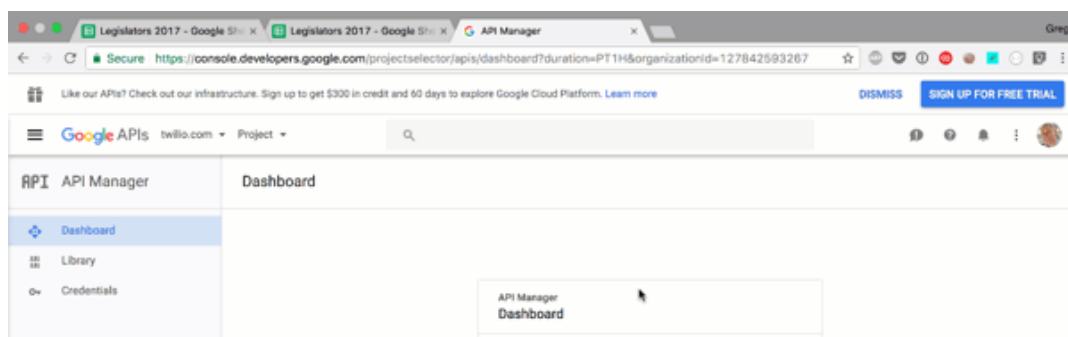 Legislators 2017 - Google Sh
Legislators 2017 - Google Sh
API Manager
Greg
Secure https://console.developers.google.com/projectselector/apis/dashboard?duration=PT1H&organizationId=127842593267
Like our APIs? Check out our infrastructure. Sign up to get $300 in credit and 60 days to explore Google Cloud Platform. Learn more
DISMISS
SIGN UP FOR FREE TRIAL
Google APIs
twilio.com
Project
API
API Manager
Dashboard
Dashboard
Library
Credentials
API Manager
Dashboard